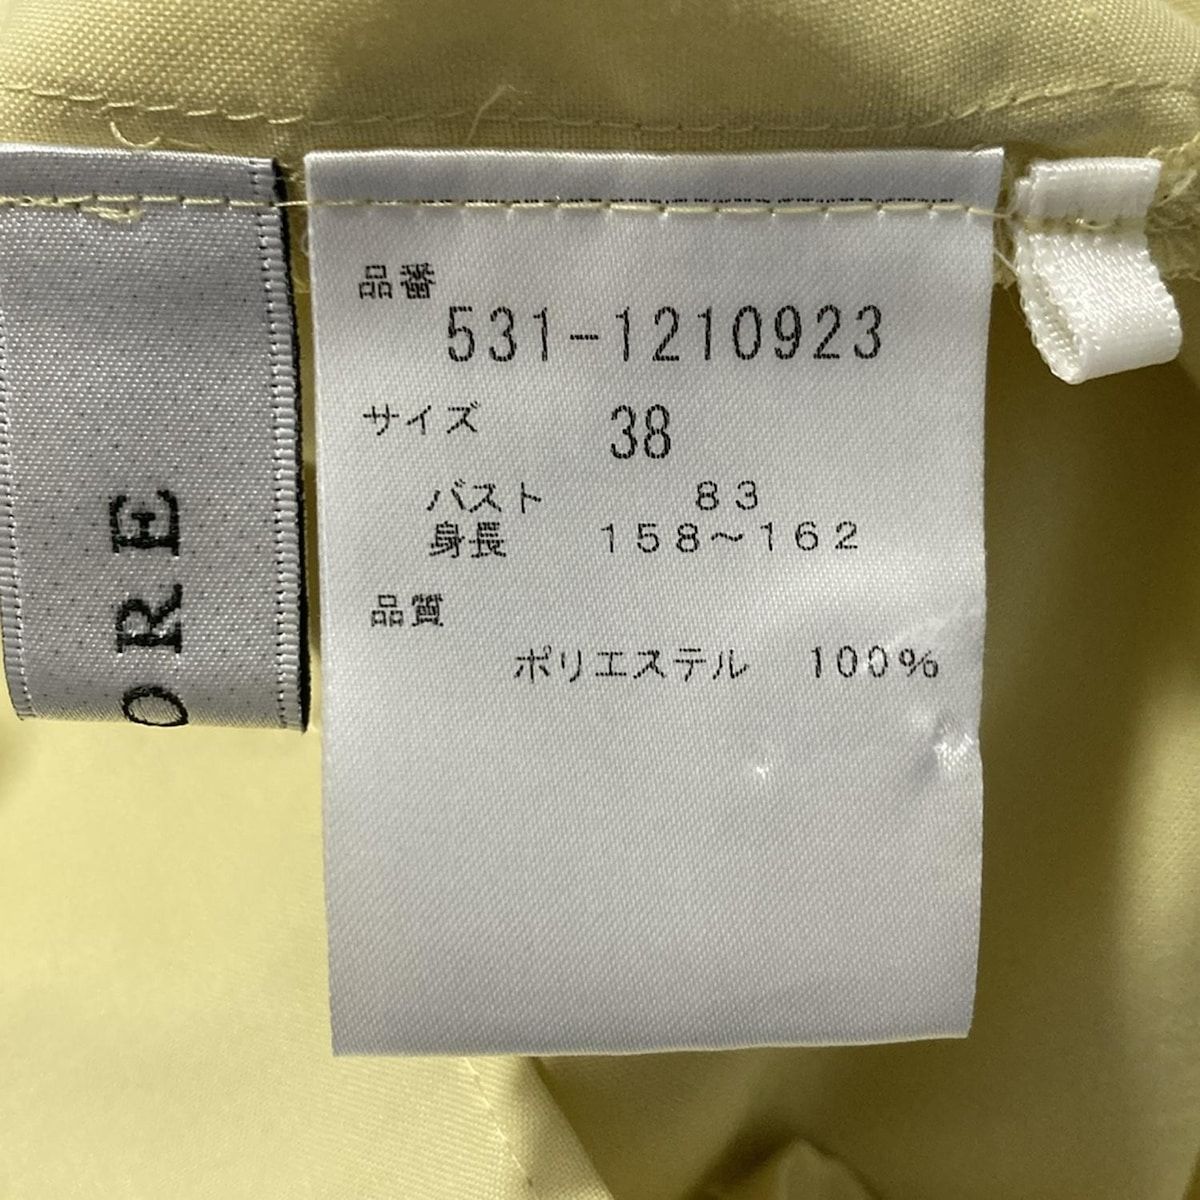 品番
531-1210923
サイズ 38
バスト 83
身長 158~162
品質
ポリエステル 100%
ORE